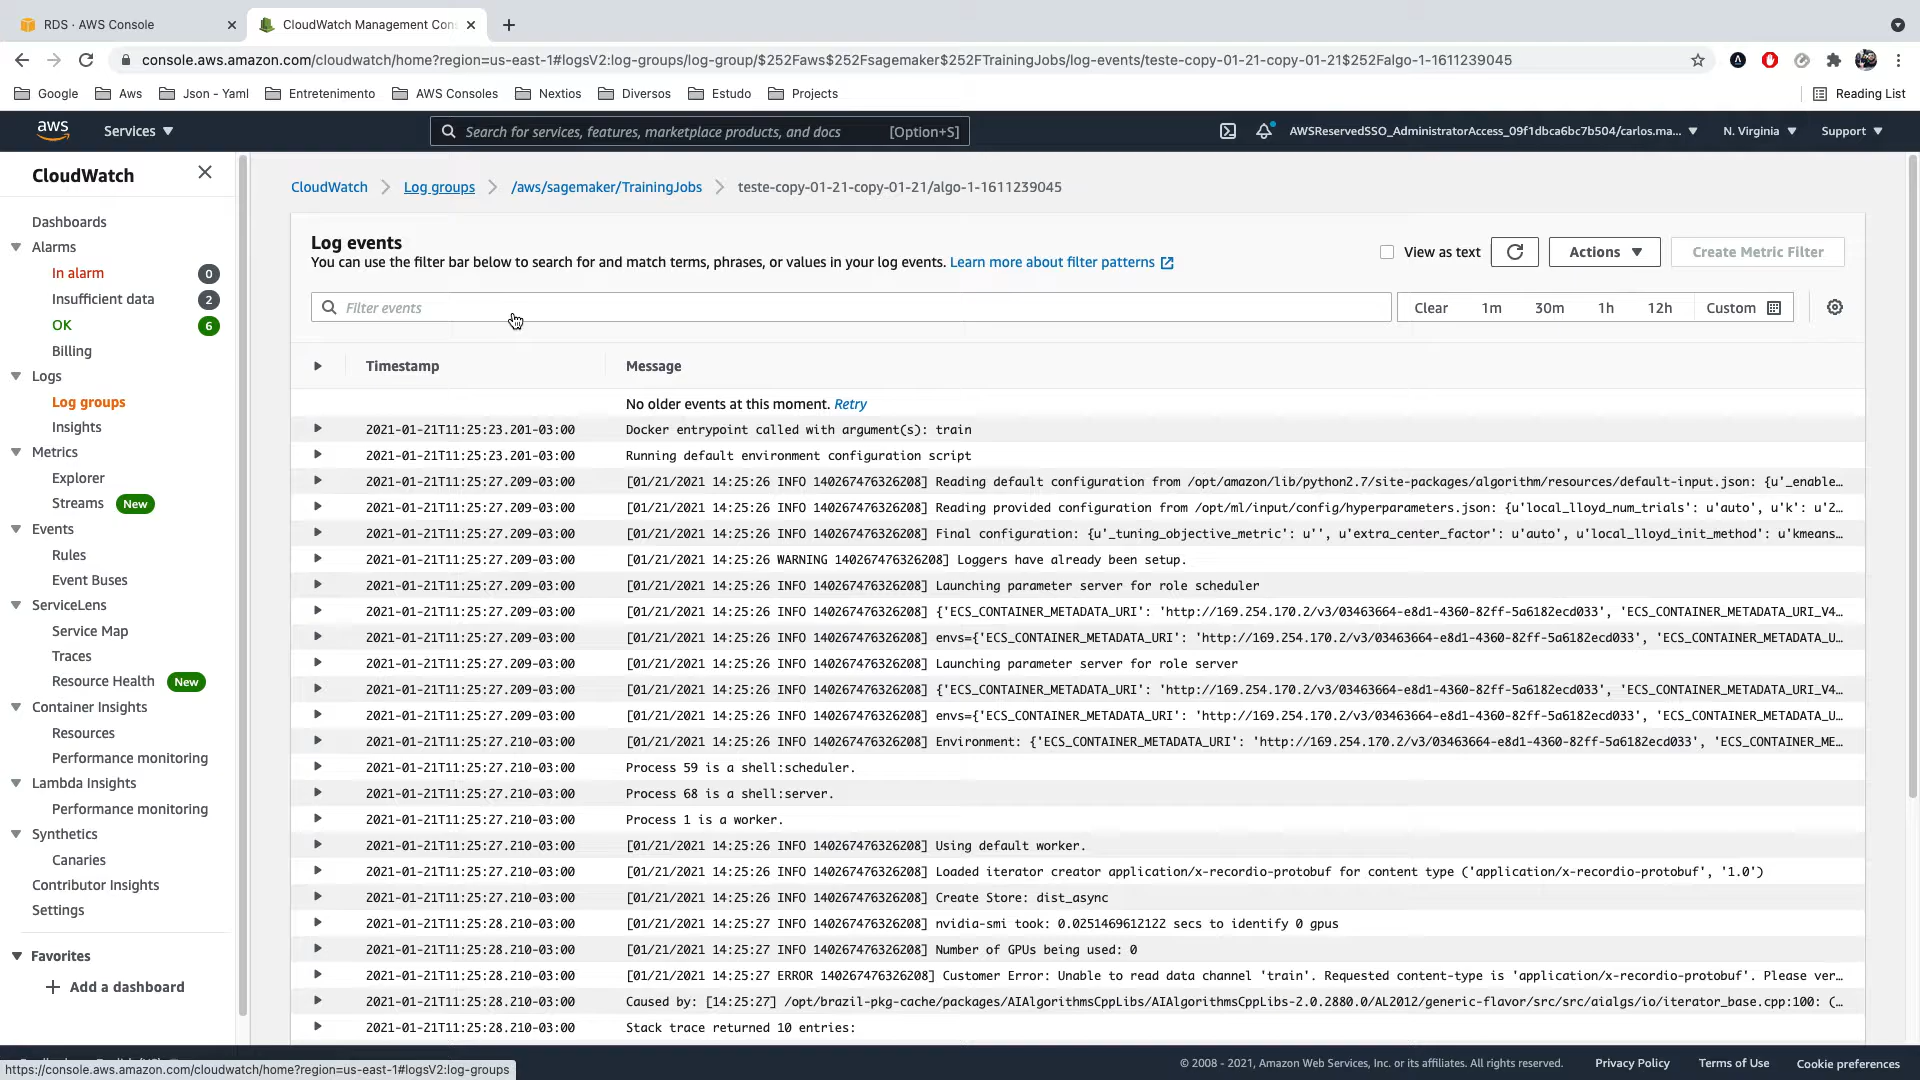 RDS · AWS Console
CloudWatch Management Con
console.aws.amazon.com/cloudwatch/home?region=us-east-1#logsV2:log-groups/log-group/$252Faws$252Fsagemaker$252FTrainingJobs/log-events/teste-copy-01-21-copy-01-21$252Falgo-1-1611239045
Google Aws Json - Yaml Entretenimento AWS Consoles Nextios Diversos Estudo Projects Reading List
aws Services Search for services, features, marketplace products, and docs [Option+S] AWSReservedSSO_AdministratorAccess_09f1dbca6bc7b504/carlos.ma... N. Virginia Support
CloudWatch
Dashboards
Alarms
In alarm 0
Insufficient data 2
OK 6
Billing
Logs
Log groups
Insights
Metrics
Explorer
Streams New
Events
Rules
Event Buses
ServiceLens
Service Map
Traces
Resource Health New
Container Insights
Resources
Performance monitoring
Lambda Insights
Performance monitoring
Synthetics
Canaries
Contributor Insights
Settings
Favorites
Add a dashboard
CloudWatch Log groups /aws/sagemaker/TrainingJobs teste-copy-01-21-copy-01-21/algo-1-1611239045
Log events
You can use the filter bar below to search for and match terms, phrases, or values in your log events. Learn more about filter patterns
View as text Actions Create Metric Filter
Filter events Clear 1m 30m 1h 12h Custom
Timestamp Message
No older events at this moment. Retry
2021-01-21T11:25:23.201-03:00 Docker entrypoint called with argument(s): train
2021-01-21T11:25:23.201-03:00 Running default environment configuration script
2021-01-21T11:25:27.209-03:00 [01/21/2021 14:25:26 INFO 140267476326208] Reading default configuration from /opt/amazon/lib/python2.7/site-packages/algorithm/resources/default-input.json: {u'_enable…
2021-01-21T11:25:27.209-03:00 [01/21/2021 14:25:26 INFO 140267476326208] Reading provided configuration from /opt/ml/input/config/hyperparameters.json: {u'local_lloyd_num_trials': u'auto', u'k': u'2…
2021-01-21T11:25:27.209-03:00 [01/21/2021 14:25:26 INFO 140267476326208] Final configuration: {u'_tuning_objective_metric': u'', u'extra_center_factor': u'auto', u'local_lloyd_init_method': u'kmeans…
2021-01-21T11:25:27.209-03:00 [01/21/2021 14:25:26 WARNING 140267476326208] Loggers have already been setup.
2021-01-21T11:25:27.209-03:00 [01/21/2021 14:25:26 INFO 140267476326208] Launching parameter server for role scheduler
2021-01-21T11:25:27.209-03:00 [01/21/2021 14:25:26 INFO 140267476326208] {'ECS_CONTAINER_METADATA_URI': 'http://169.254.170.2/v3/03463664-e8d1-4360-82ff-5a6182ecd033', 'ECS_CONTAINER_METADATA_URI_V4…
2021-01-21T11:25:27.209-03:00 [01/21/2021 14:25:26 INFO 140267476326208] envs={'ECS_CONTAINER_METADATA_URI': 'http://169.254.170.2/v3/03463664-e8d1-4360-82ff-5a6182ecd033', 'ECS_CONTAINER_METADATA_U…
2021-01-21T11:25:27.209-03:00 [01/21/2021 14:25:26 INFO 140267476326208] Launching parameter server for role server
2021-01-21T11:25:27.209-03:00 [01/21/2021 14:25:26 INFO 140267476326208] {'ECS_CONTAINER_METADATA_URI': 'http://169.254.170.2/v3/03463664-e8d1-4360-82ff-5a6182ecd033', 'ECS_CONTAINER_METADATA_URI_V4…
2021-01-21T11:25:27.209-03:00 [01/21/2021 14:25:26 INFO 140267476326208] envs={'ECS_CONTAINER_METADATA_URI': 'http://169.254.170.2/v3/03463664-e8d1-4360-82ff-5a6182ecd033', 'ECS_CONTAINER_METADATA_U…
2021-01-21T11:25:27.210-03:00 [01/21/2021 14:25:26 INFO 140267476326208] Environment: {'ECS_CONTAINER_METADATA_URI': 'http://169.254.170.2/v3/03463664-e8d1-4360-82ff-5a6182ecd033', 'ECS_CONTAINER_ME…
2021-01-21T11:25:27.210-03:00 Process 59 is a shell:scheduler.
2021-01-21T11:25:27.210-03:00 Process 68 is a shell:server.
2021-01-21T11:25:27.210-03:00 Process 1 is a worker.
2021-01-21T11:25:27.210-03:00 [01/21/2021 14:25:26 INFO 140267476326208] Using default worker.
2021-01-21T11:25:27.210-03:00 [01/21/2021 14:25:26 INFO 140267476326208] Loaded iterator creator application/x-recordio-protobuf for content type ('application/x-recordio-protobuf', '1.0')
2021-01-21T11:25:27.210-03:00 [01/21/2021 14:25:26 INFO 140267476326208] Create Store: dist_async
2021-01-21T11:25:28.210-03:00 [01/21/2021 14:25:27 INFO 140267476326208] nvidia-smi took: 0.0251469612122 secs to identify 0 gpus
2021-01-21T11:25:28.210-03:00 [01/21/2021 14:25:27 INFO 140267476326208] Number of GPUs being used: 0
2021-01-21T11:25:28.210-03:00 [01/21/2021 14:25:27 ERROR 140267476326208] Customer Error: Unable to read data channel 'train'. Requested content-type is 'application/x-recordio-protobuf'. Please ver…
2021-01-21T11:25:28.210-03:00 Caused by: [14:25:27] /opt/brazil-pkg-cache/packages/AIAlgorithmsCppLibs/AIAlgorithmsCppLibs-2.0.2880.0/AL2012/generic-flavor/src/src/aialgs/io/iterator_base.cpp:100: (…
2021-01-21T11:25:28.210-03:00 Stack trace returned 10 entries:
© 2008 - 2021, Amazon Web Services, Inc. or its affiliates. All rights reserved. Privacy Policy Terms of Use Cookie preferences
https://console.aws.amazon.com/cloudwatch/home?region=us-east-1#logsV2:log-groups